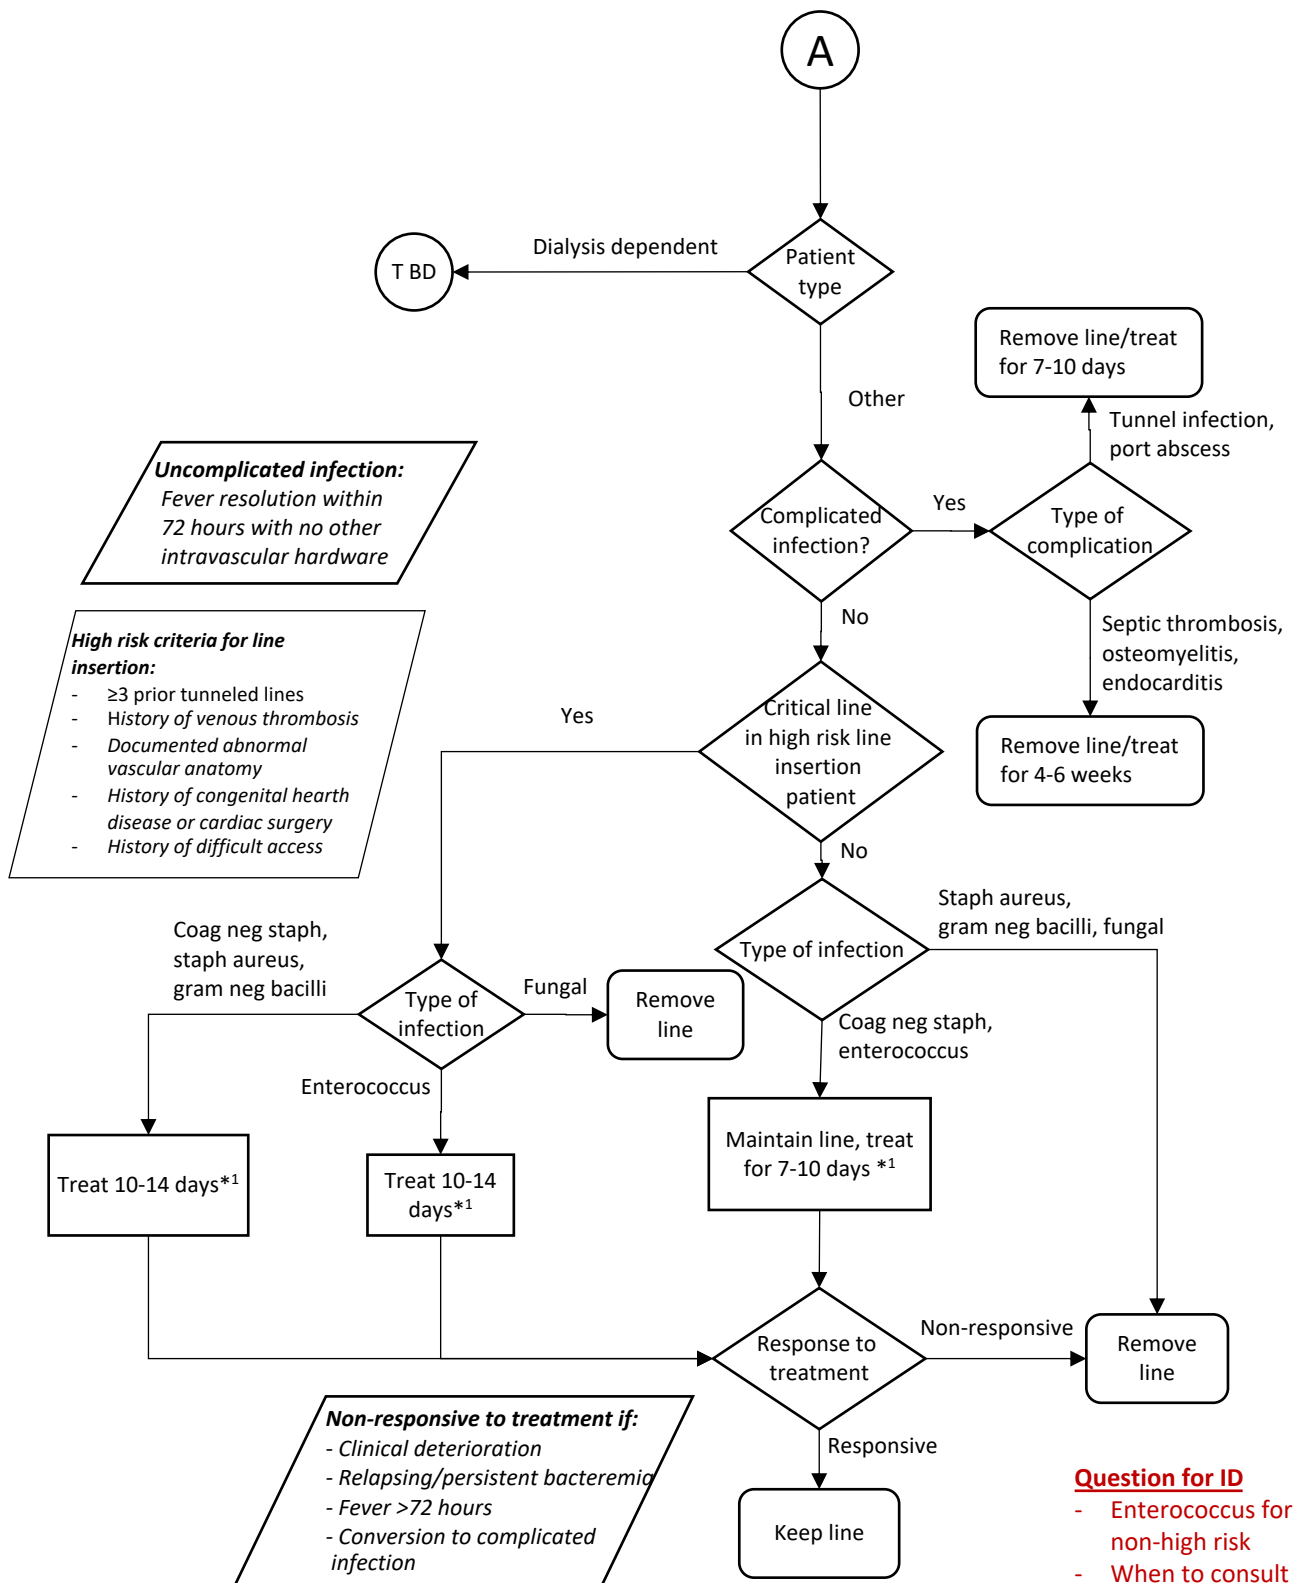 A
Dialysis dependent
T BD
Patient
type
Remove line/treat
for 7-10 days
Other
Tunnel infection,
port abscess
Uncomplicated infection:
Fever resolution within
72 hours with no other
intravascular hardware
Complicated
infection?
Yes
Type of
complication
No
High risk criteria for line
insertion:
- ≥3 prior tunneled lines
- History of venous thrombosis
- Documented abnormal
vascular anatomy
- History of congenital hearth
disease or cardiac surgery
- History of difficult access
Septic thrombosis,
osteomyelitis,
endocarditis
Yes
Critical line
in high risk line
insertion
patient
Remove line/treat
for 4-6 weeks
No
Staph aureus,
gram neg bacilli, fungal
Type of infection
Coag neg staph,
staph aureus,
gram neg bacilli
Type of
infection
Fungal
Remove
line
Coag neg staph,
enterococcus
Enterococcus
Maintain line, treat
for 7-10 days *1
Treat 10-14 days*1
Treat 10-14
days*1
Response to
treatment
Non-responsive
Remove
line
Responsive
Keep line
Non-responsive to treatment if:
- Clinical deterioration
- Relapsing/persistent bacteremia
- Fever >72 hours
- Conversion to complicated
infection
Question for ID
- Enterococcus for
non-high risk
- When to consult